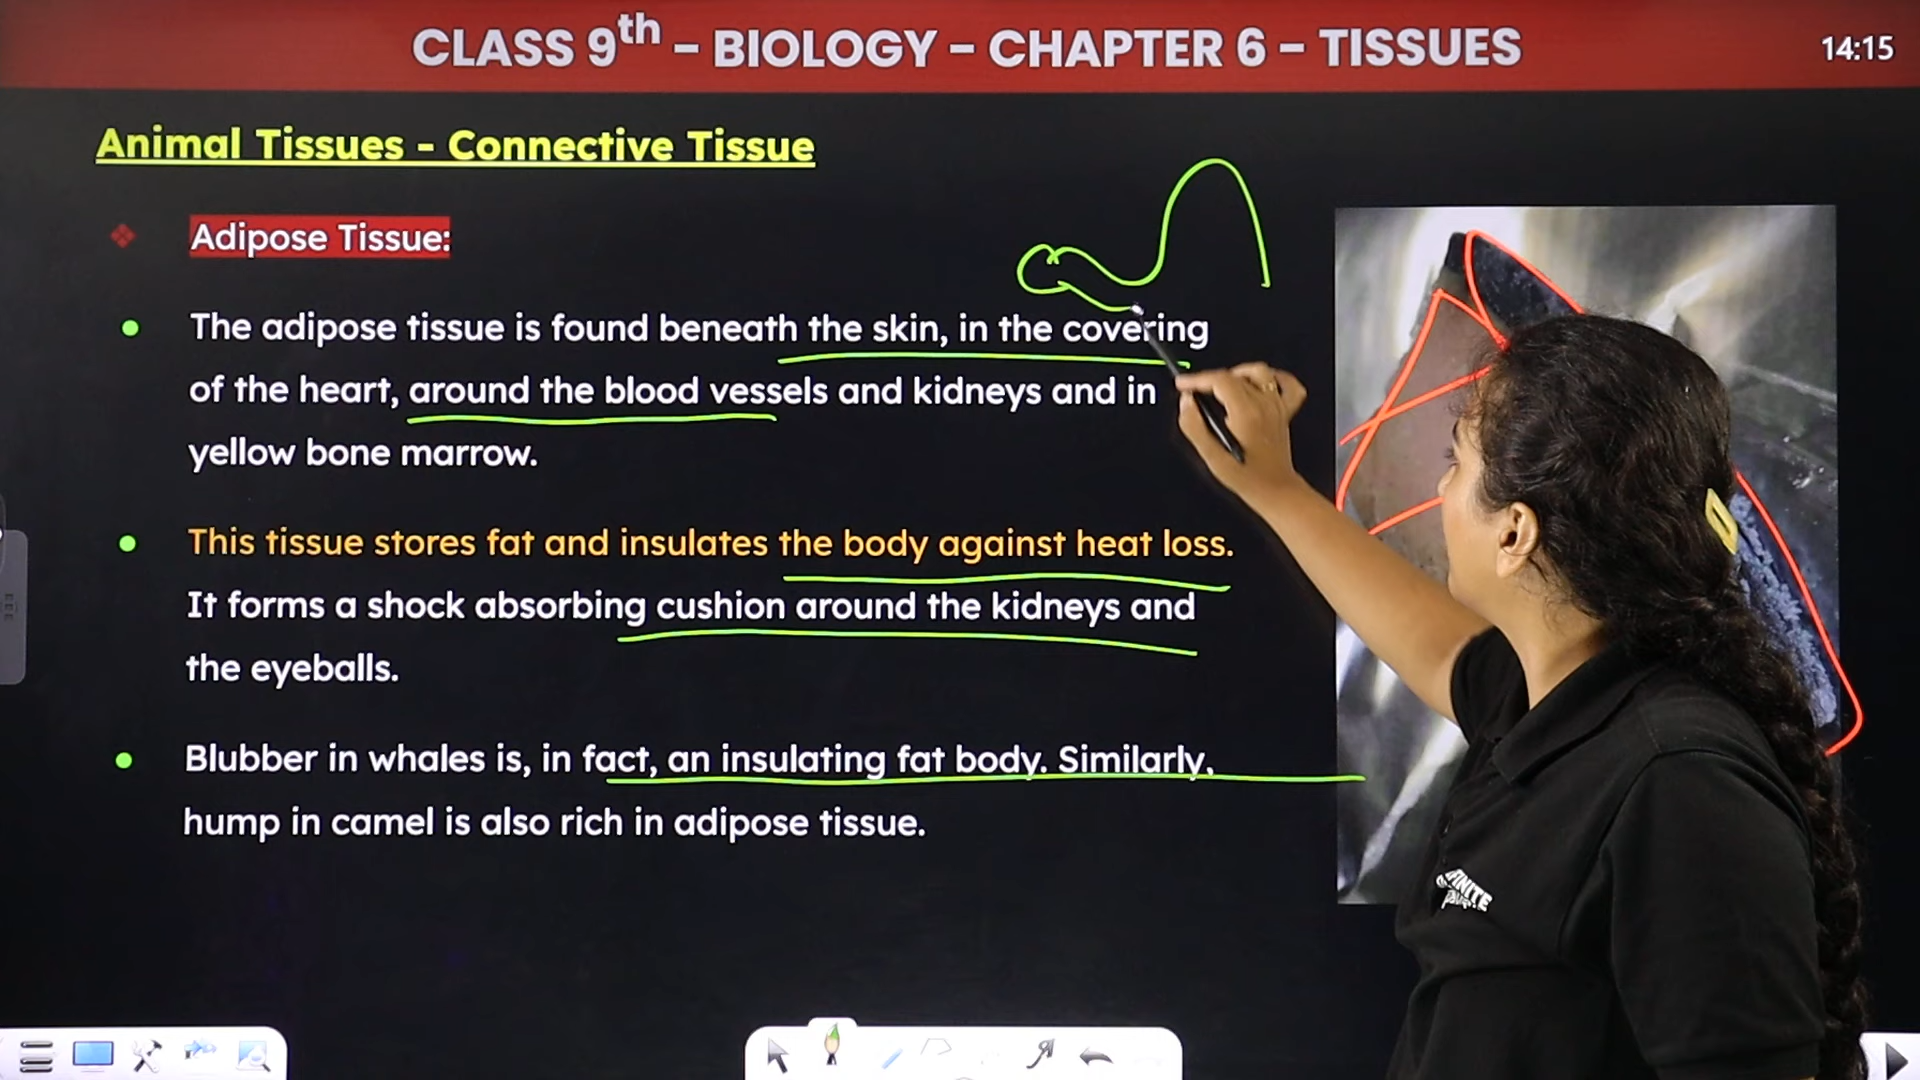 CLASS 9th – BIOLOGY – CHAPTER 6 – TISSUES
14:15
Animal Tissues - Connective Tissue
Adipose Tissue:
The adipose tissue is found beneath the skin, in the covering
of the heart, around the blood vessels and kidneys and in
yellow bone marrow.
This tissue stores fat and insulates the body against heat loss.
It forms a shock absorbing cushion around the kidneys and
the eyeballs.
Blubber in whales is, in fact, an insulating fat body. Similarly,
hump in camel is also rich in adipose tissue.